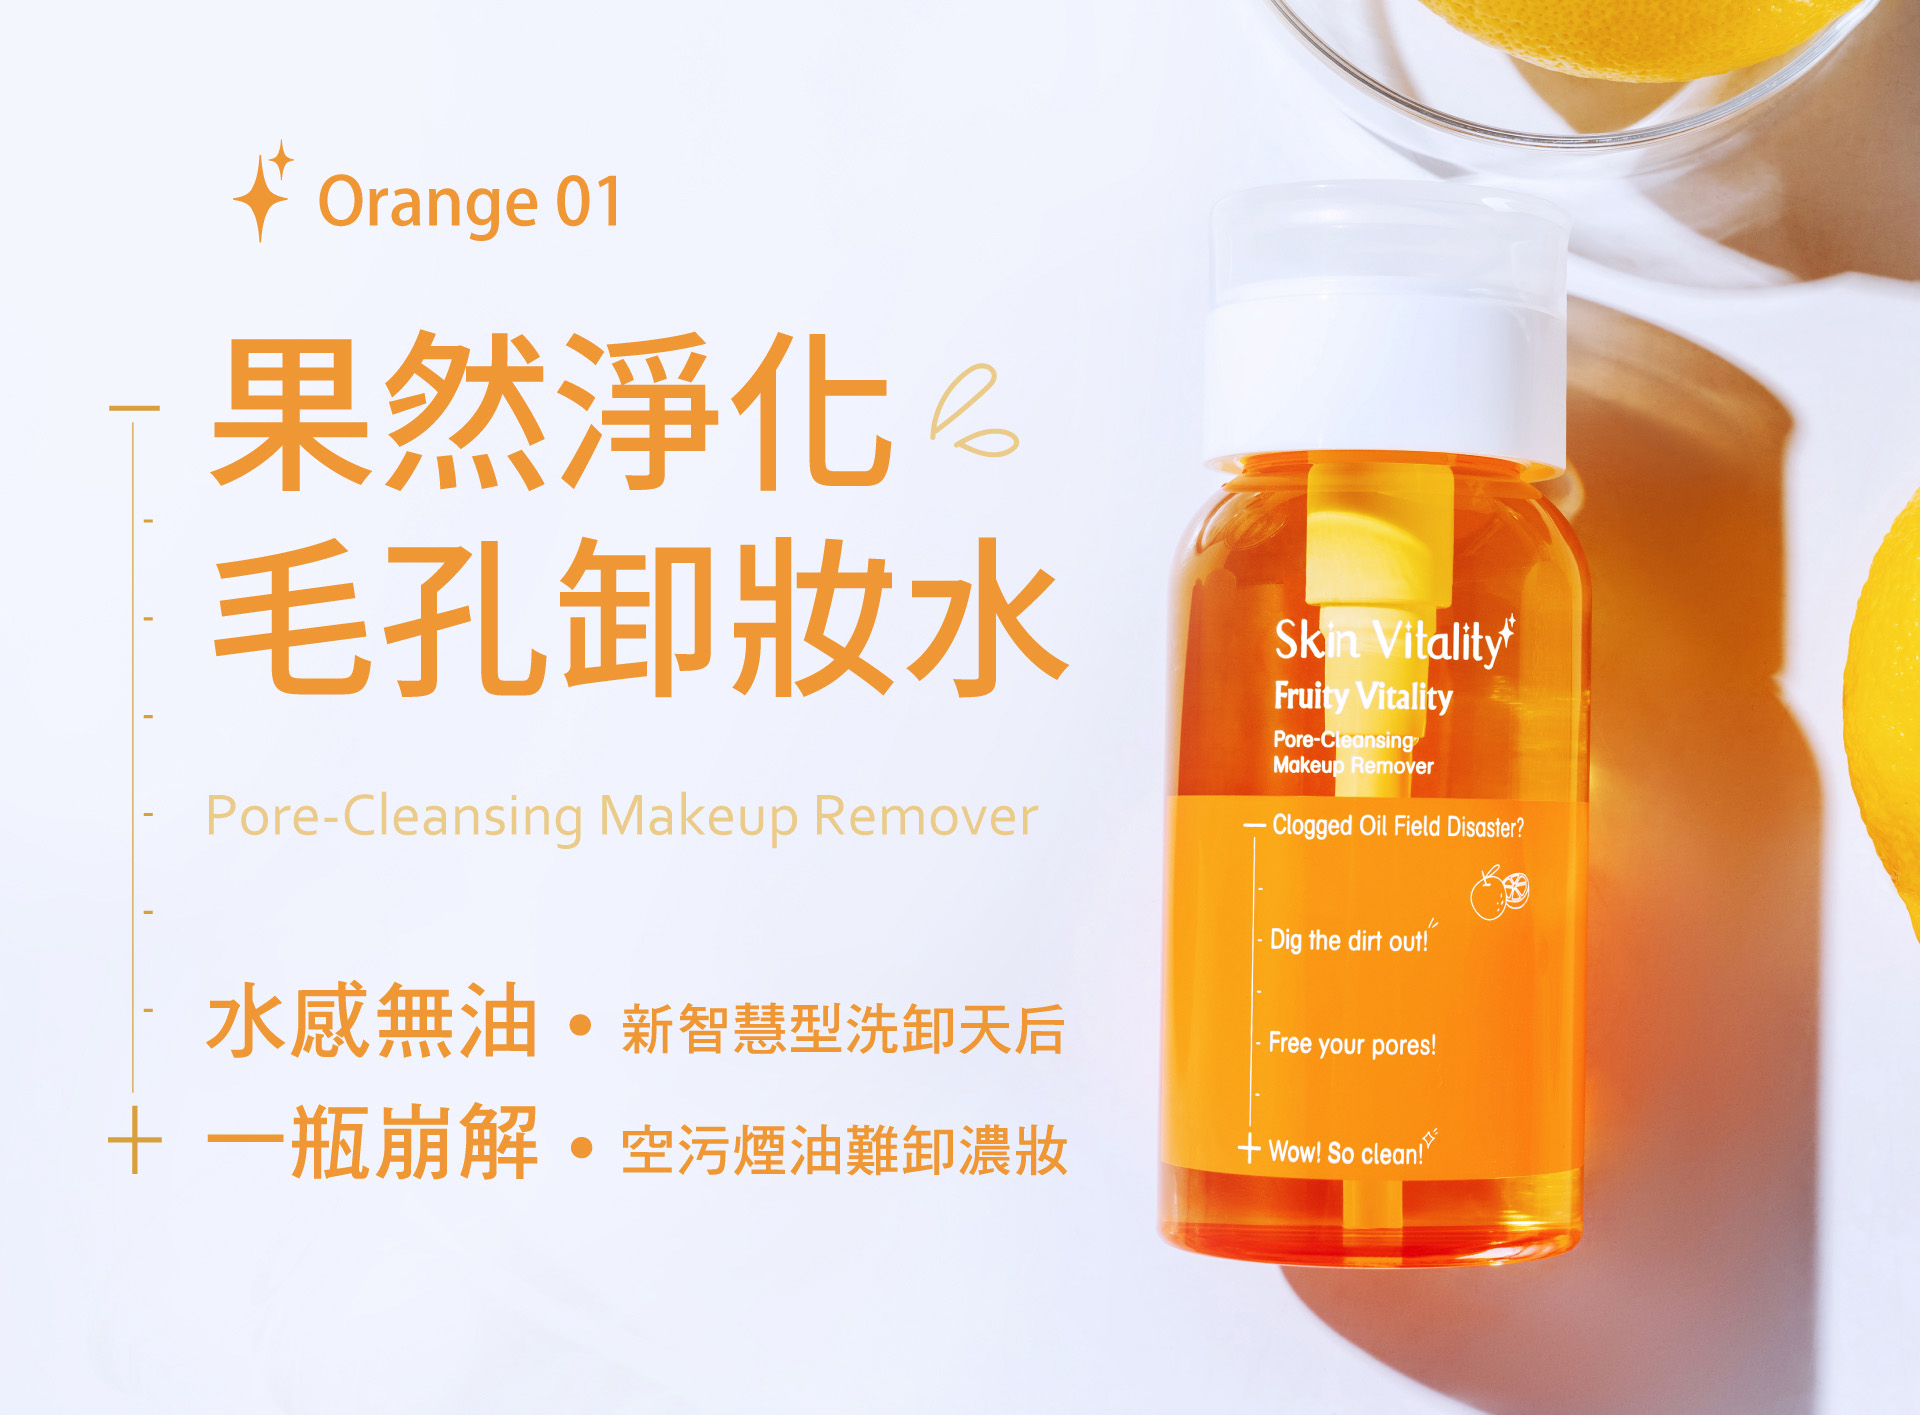 Orange 01
果然淨化
毛孔卸妝水
Pore-Cleansing Makeup Remover
水感無油•新智慧型洗卸天后
一瓶崩解•空污煙油難卸濃妝
Skin Vitality
Fruity Vitality
Pore-Cleansing
Makeup Remover
Clogged Oil Field Disaster?
Dig the dirt out!
Free your pores!
Wow! So clean!